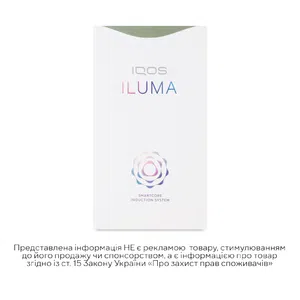 IQOS
ILUMA
SMARTCORE
INDUCTION SYSTEM
Представлена інформація НЕ є рекламою товару, стимулюванням
до його продажу чи спонсорством, а є інформацією про товар
згідно із ст. 15 Закону України «Про захист прав споживачів»